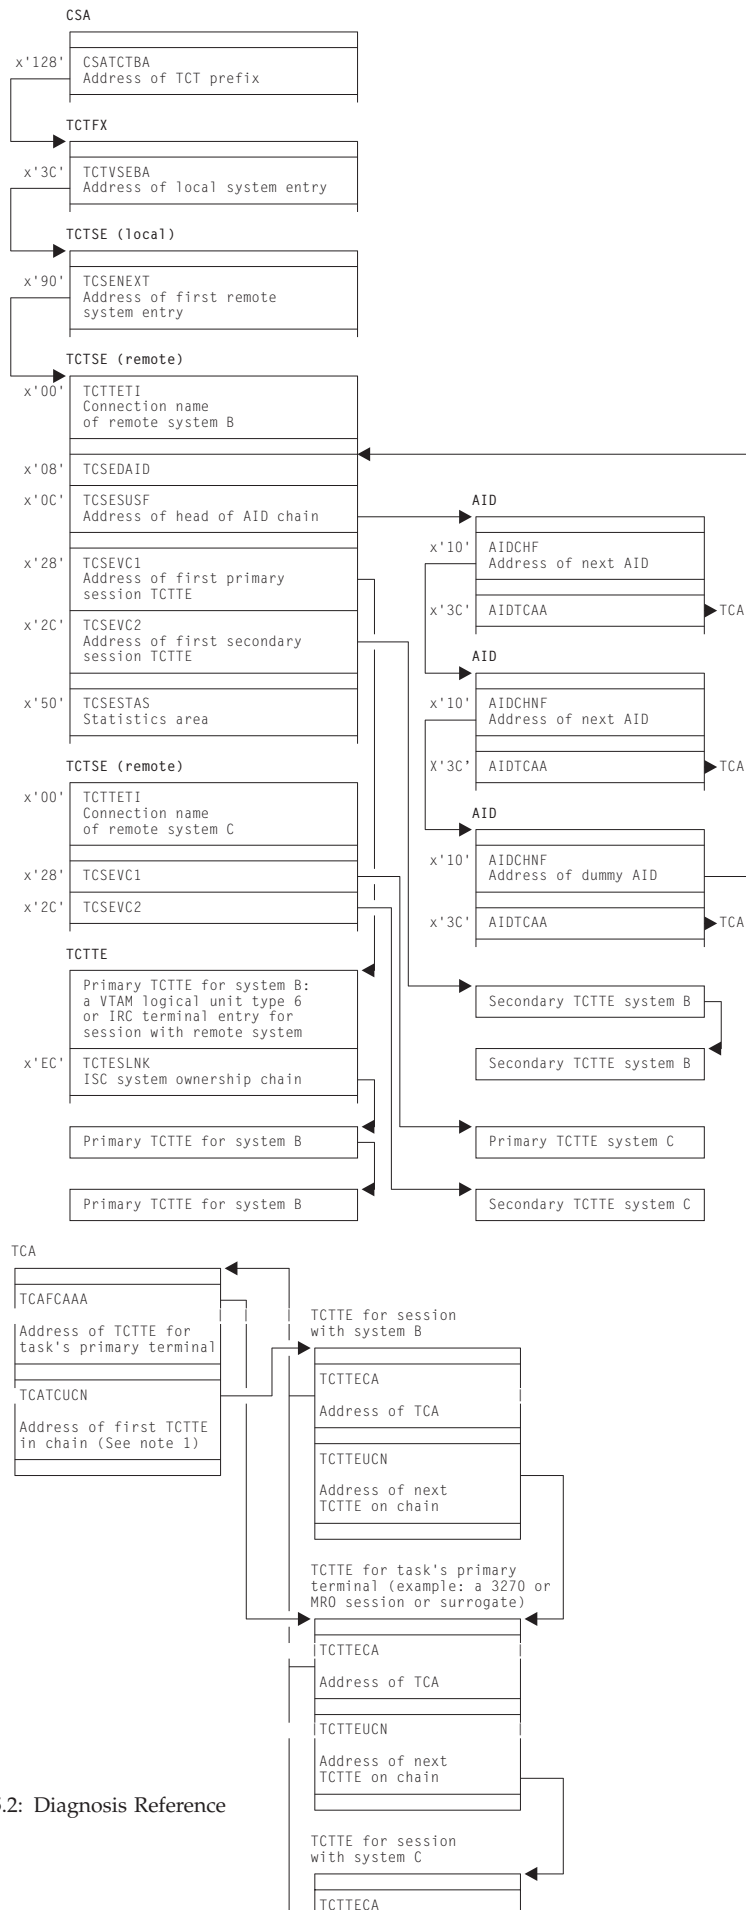 CSA
x'128' CSATCTBA
Address of TCT prefix
TCTFX
x'3C' TCTVSEBA
Address of local system entry
TCTSE (local)
x'90' TCSENEXT
Address of first remote
system entry
TCTSE (remote)
x'00' TCTTETI
Connection name
of remote system B
x'08' TCSEDAID
x'0C' TCSESUSF
Address of head of AID chain
x'28' TCSEVC1
Address of first primary
session TCTTE
x'2C' TCSEVC2
Address of first secondary
session TCTTE
x'50' TCSESTAS
Statistics area
AID
x'10' AIDCHF
Address of next AID
x'3C' AIDTCAA TCA
AID
x'10' AIDCHNF
Address of next AID
X'3C’ AIDTCAA TCA
AID
x'10' AIDCHNF
Address of dummy AID
x'3C' AIDTCAA TCA
TCTSE (remote)
x'00' TCTTETI
Connection name
of remote system C
x'28' TCSEVC1
x'2C' TCSEVC2
TCTTE
Primary TCTTE for system B:
a VTAM logical unit type 6
or IRC terminal entry for
session with remote system
x'EC' TCTESLNK
ISC system ownership chain
Primary TCTTE for system B
Primary TCTTE for system B
Secondary TCTTE system B
Secondary TCTTE system B
Primary TCTTE system C
Secondary TCTTE system C
TCA
TCAFCAAA
Address of TCTTE for
task's primary terminal
TCATCUCN
Address of first TCTTE
in chain (See note 1)
TCTTE for session
with system B
TCTTECA
Address of TCA
TCTTEUCN
Address of next
TCTTE on chain
TCTTE for task's primary
terminal (example: a 3270 or
MRO session or surrogate)
TCTTECA
Address of TCA
TCTTEUCN
Address of next
TCTTE on chain
5.2: Diagnosis Reference
TCTTE for session
with system C
TCTTECA